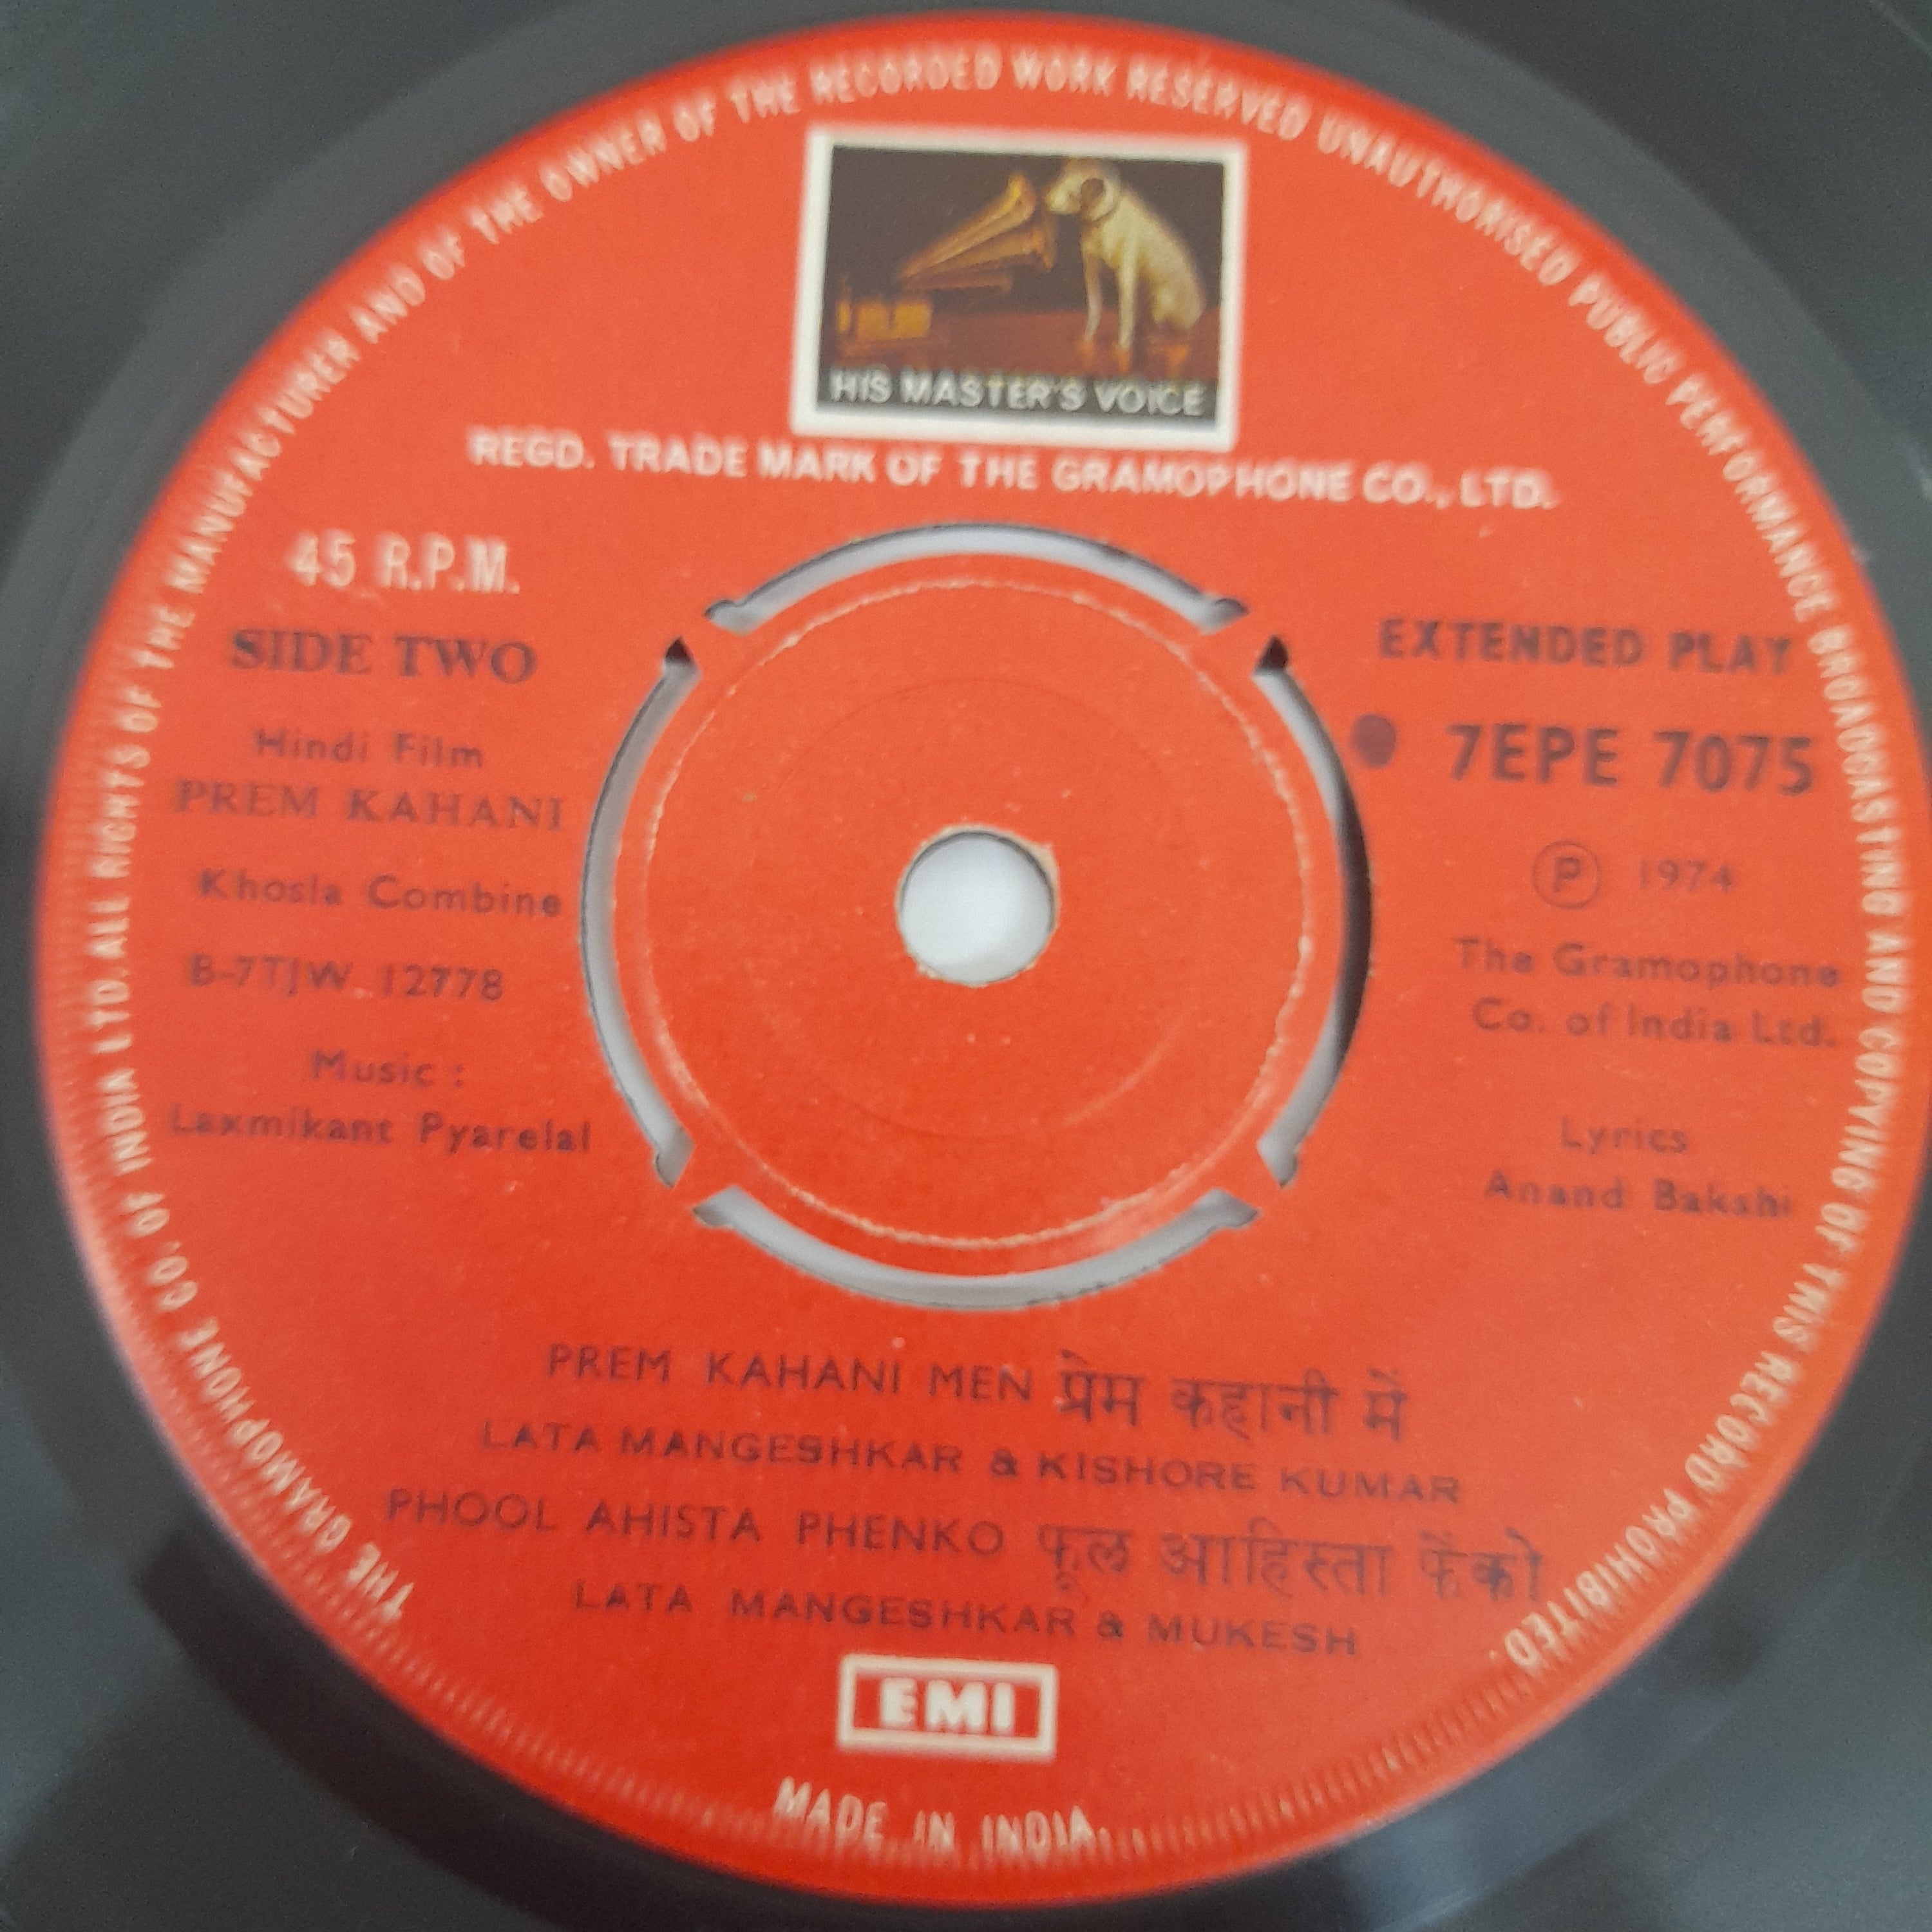 THE GRAMOPHONE CO. OF INDIA LTD. ALL RIGHTS OF THE MANUFACTURER AND OF THE OWNER OF THE RECORDED WORK RESERVED UNAUTHORISED PUBLIC PERFORMANCE BROADCASTING AND COPYING OF THIS RECORD PROHIBITED.
HIS MASTER'S VOICE
REGD. TRADE MARK OF THE GRAMOPHONE CO., LTD.
45 R.P.M.
SIDE TWO
Hindi Film
PREM KAHANI
Khosla Combine
B-7TJW 12778
Music :
Laxmikant Pyarelal
EXTENDED PLAY
● 7EPE 7075
Ⓟ 1974
The Gramophone
Co. of India Ltd.
Lyrics
Anand Bakshi
PREM KAHANI MEN प्रेम कहानी में
LATA MANGESHKAR & KISHORE KUMAR
PHOOL AHISTA PHENKO फूल आहिस्ता फेंको
LATA MANGESHKAR & MUKESH
EMI
MADE IN INDIA.